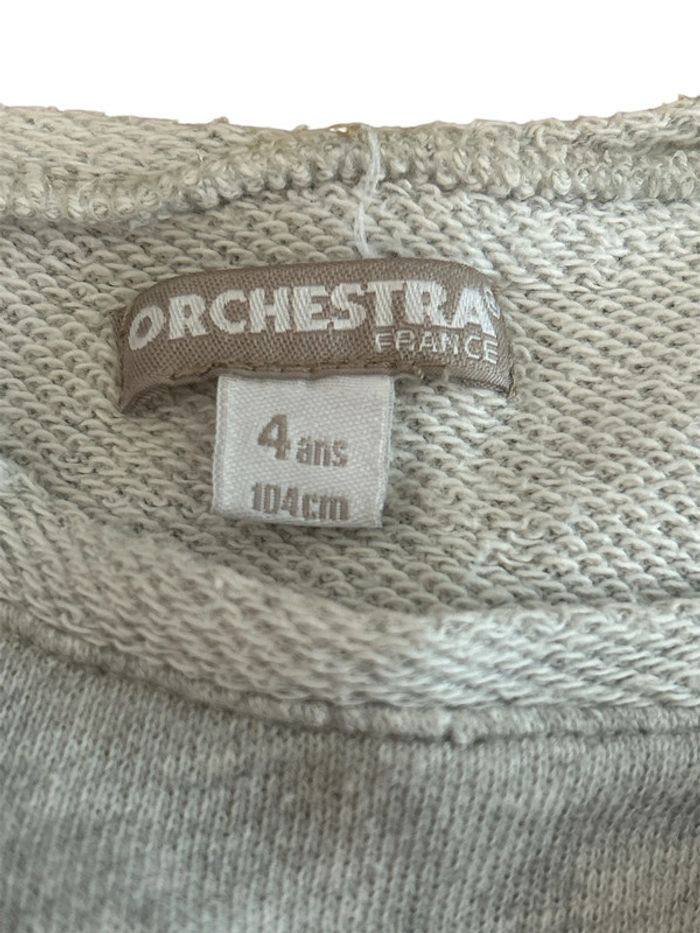 ORCHESTRA
FRANCE
4 ans
104cm